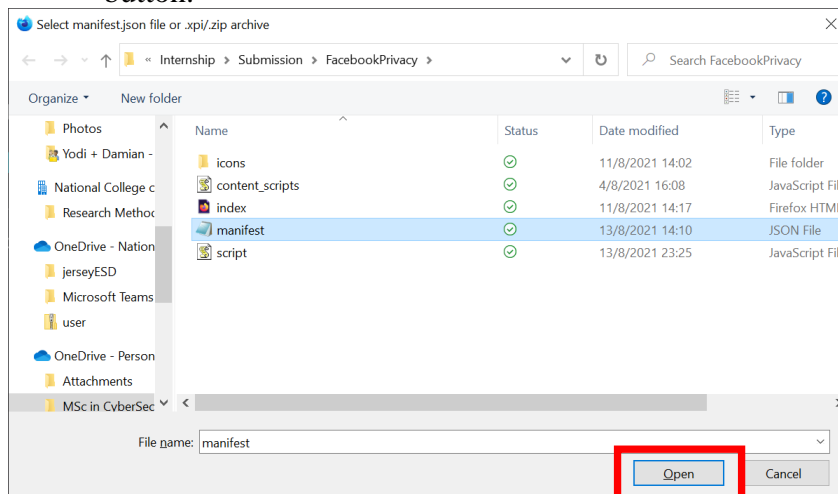 button.
Select manifest.json file or .xpi/.zip archive
« Internship > Submission > FacebookPrivacy >
Search FacebookPrivacy
Organize
New folder
Photos
Yodi + Damian -
National College c
Research Methoc
OneDrive - Nation
jerseyESD
Microsoft Teams
user
OneDrive - Person
Attachments
MSc in CyberSec
Name Status Date modified Type
icons 11/8/2021 14:02 File folder
content_scripts 4/8/2021 16:08 JavaScript Fil
index 11/8/2021 14:17 Firefox HTM
manifest 13/8/2021 14:10 JSON File
script 13/8/2021 23:25 JavaScript Fil
File name: manifest
Open Cancel